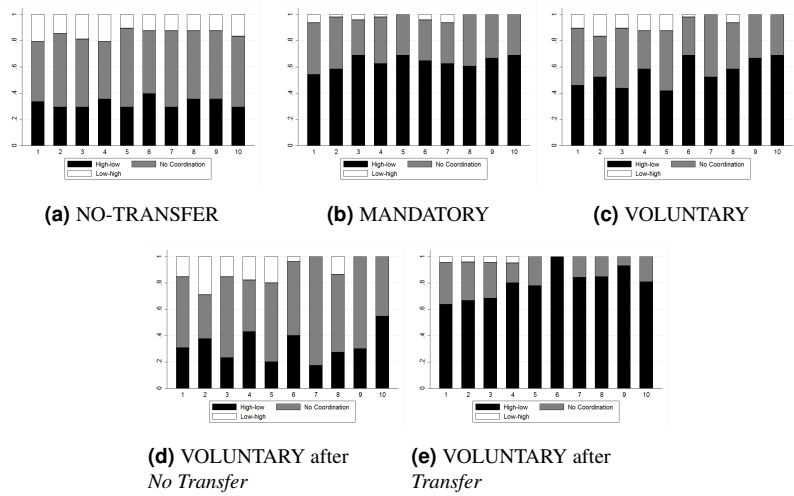 0 .2 .4 .6 .8 1
1 2 3 4 5 6 7 8 9 10
High-low No Coordination
Low-high
(a) NO-TRANSFER
0 .2 .4 .6 .8 1
1 2 3 4 5 6 7 8 9 10
High-low No Coordination
Low-high
(b) MANDATORY
0 .2 .4 .6 .8 1
1 2 3 4 5 6 7 8 9 10
High-low No Coordination
Low-high
(c) VOLUNTARY
0 .2 .4 .6 .8 1
1 2 3 4 5 6 7 8 9 10
High-low No Coordination
Low-high
(d) VOLUNTARY after
No Transfer
0 .2 .4 .6 .8 1
1 2 3 4 5 6 7 8 9 10
High-low No Coordination
Low-high
(e) VOLUNTARY after
Transfer